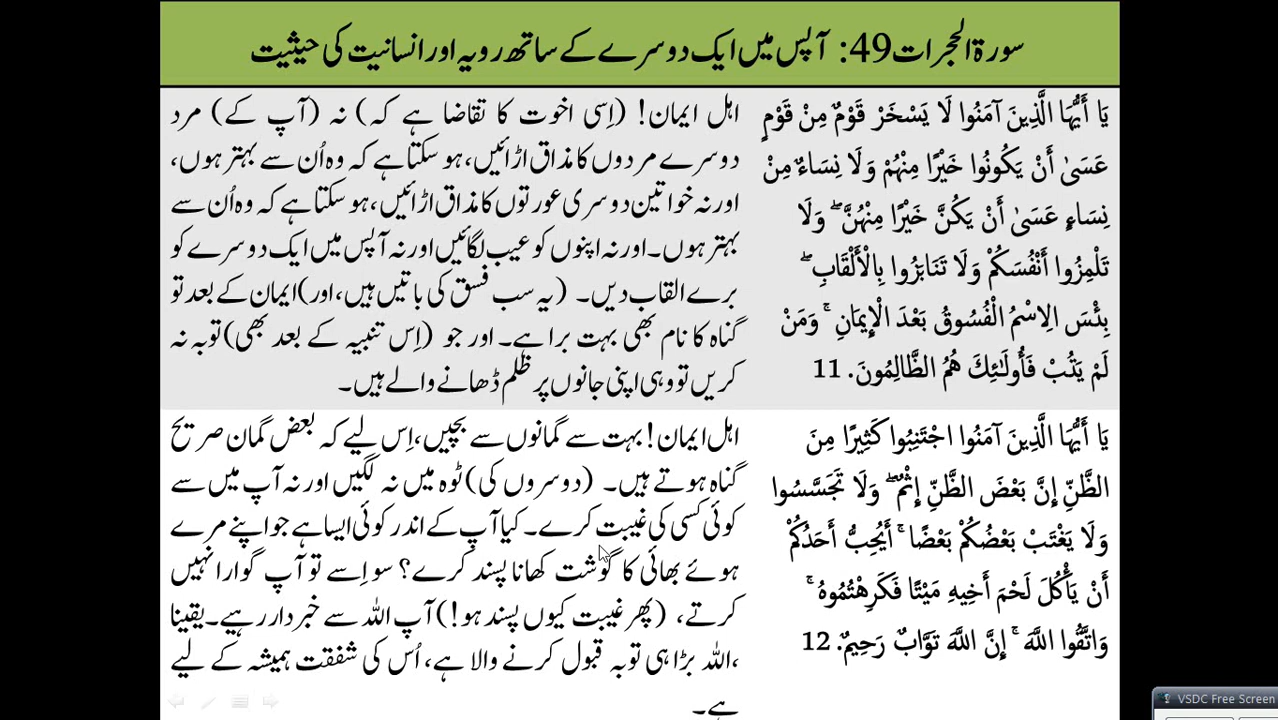 سورۃ الحجرات 49: آپس میں ایک دوسرے کے ساتھ رویہ اور انسانیت کی حیثیت
يَا أَيُّهَا الَّذِينَ آمَنُوا لَا يَسْخَرْ قَوْمٌ مِنْ قَوْمٍ
عَسَىٰ أَنْ يَكُونُوا خَيْرًا مِنْهُمْ وَلَا نِسَاءٌ مِنْ
نِسَاءٍ عَسَىٰ أَنْ يَكُنَّ خَيْرًا مِنْهُنَّ ۖ وَلَا
تَلْمِزُوا أَنْفُسَكُمْ وَلَا تَنَابَزُوا بِالْأَلْقَابِ ۖ
بِئْسَ الِاسْمُ الْفُسُوقُ بَعْدَ الْإِيمَانِ ۚ وَمَنْ
لَمْ يَتُبْ فَأُولَـٰئِكَ هُمُ الظَّالِمُونَ. 11
اہل ایمان! (اِسی اخوت کا تقاضا ہے کہ) نہ (آپ کے) مرد
دوسرے مردوں کا مذاق اڑائیں، ہو سکتا ہے کہ وہ اُن سے بہتر ہوں،
اور نہ خواتین دوسری عورتوں کا مذاق اڑائیں، ہو سکتا ہے کہ وہ اُن سے
بہتر ہوں۔ اور نہ اپنوں کو عیب لگائیں اور نہ آپس میں ایک دوسرے کو
برے القاب دیں۔ (یہ سب فسق کی باتیں ہیں، اور) ایمان کے بعد تو
گناہ کا نام بھی بہت برا ہے۔ اور جو (اِس تنبیہ کے بعد بھی) توبہ نہ
کریں تو وہی اپنی جانوں پر ظلم ڈھانے والے ہیں۔
يَا أَيُّهَا الَّذِينَ آمَنُوا اجْتَنِبُوا كَثِيرًا مِنَ
الظَّنِّ إِنَّ بَعْضَ الظَّنِّ إِثْمٌ ۖ وَلَا تَجَسَّسُوا
وَلَا يَغْتَبْ بَعْضُكُمْ بَعْضًا ۚ أَيُحِبُّ أَحَدُكُمْ
أَنْ يَأْكُلَ لَحْمَ أَخِيهِ مَيْتًا فَكَرِهْتُمُوهُ ۚ
وَاتَّقُوا اللَّهَ ۚ إِنَّ اللَّهَ تَوَّابٌ رَحِيمٌ. 12
اہل ایمان! بہت سے گمانوں سے بچیں، اِس لیے کہ بعض گمان صریح
گناہ ہوتے ہیں۔ (دوسروں کی) ٹوہ میں نہ لگیں اور نہ آپ میں سے
کوئی کسی کی غیبت کرے۔ کیا آپ کے اندر کوئی ایسا ہے جو اپنے مرے
ہوئے بھائی کا گوشت کھانا پسند کرے؟ سو اِسے تو آپ گوارا نہیں
کرتے، (پھر غیبت کیوں پسند ہو!) آپ اللہ سے خبردار رہیے۔ یقینا
،اللہ بڑا ہی توبہ قبول کرنے والا ہے، اُس کی شفقت ہمیشہ کے لیے
ہے۔
VSDC Free Screen